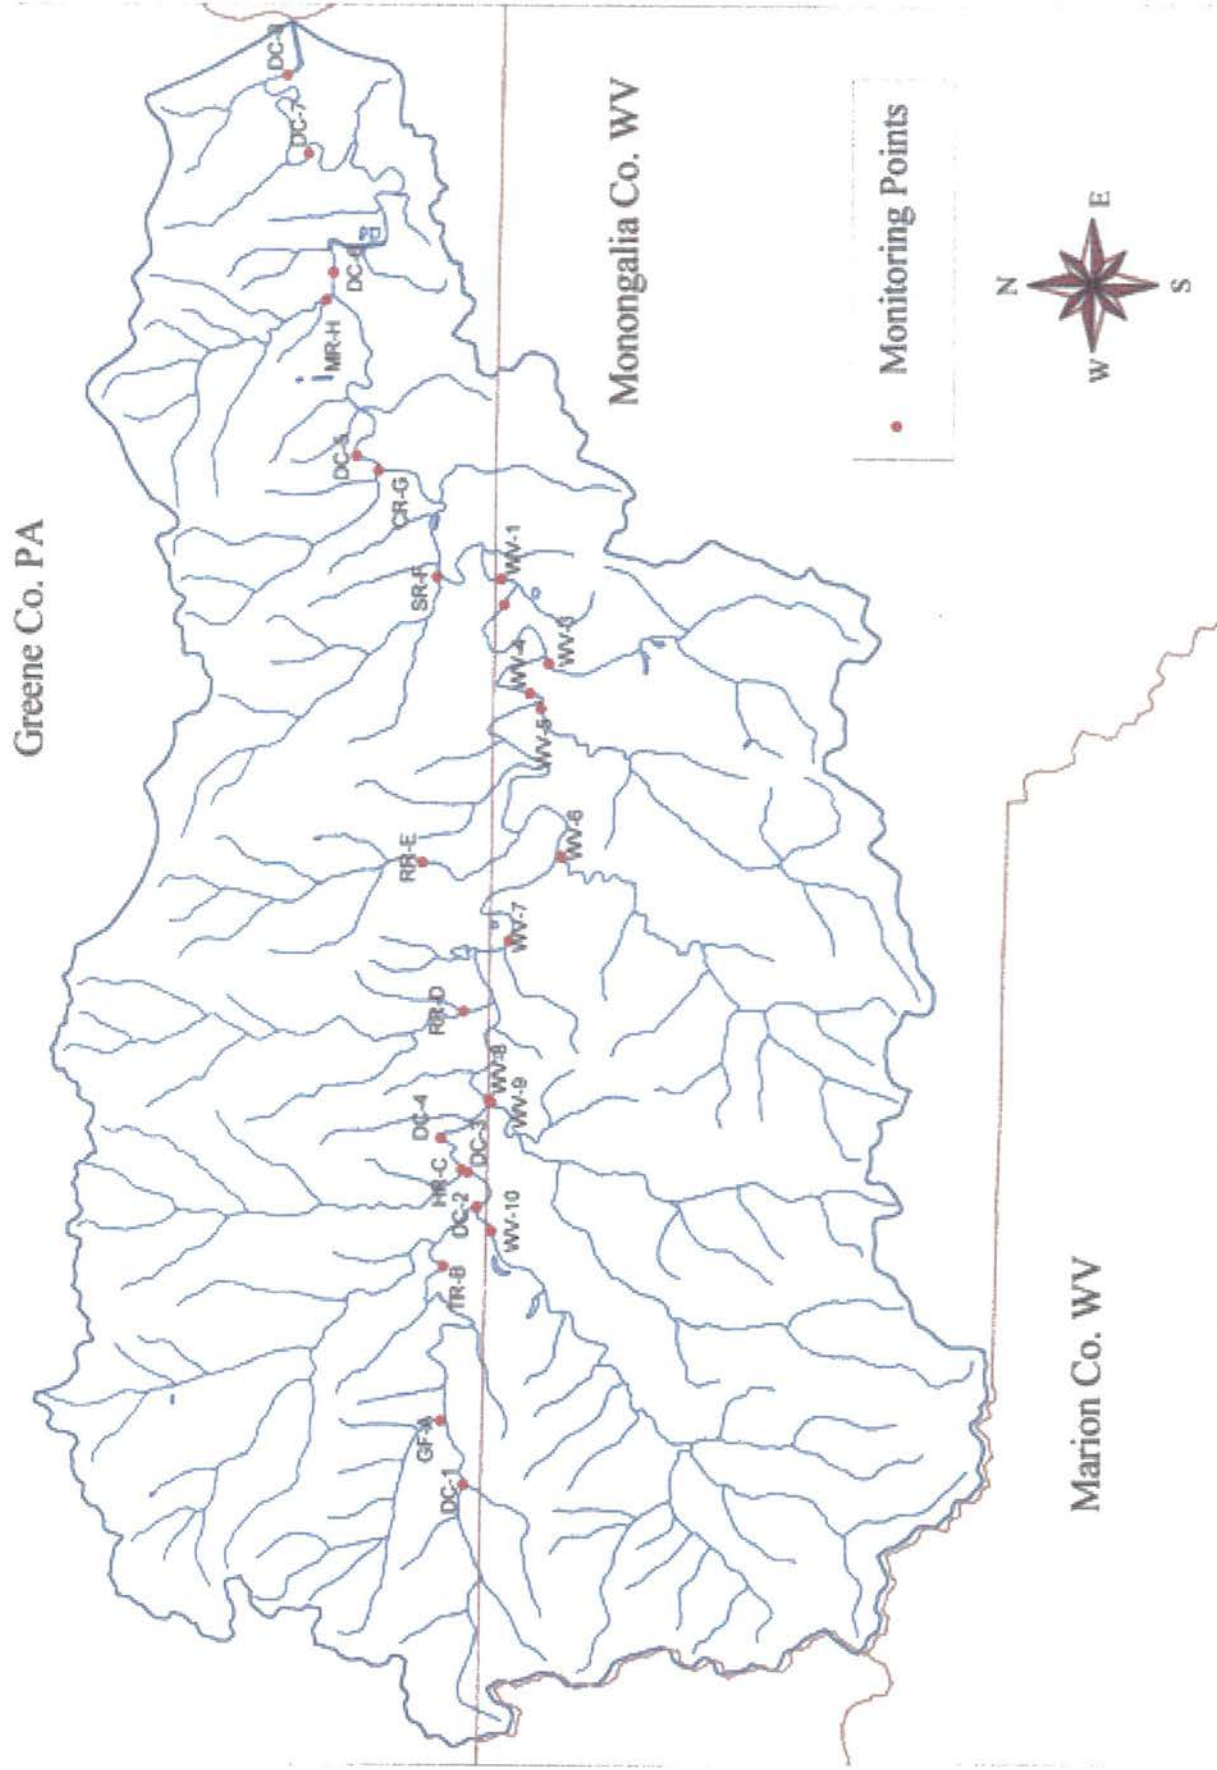 Greene Co. PA
DC-8
DC-7
DC-6
MR-H
DC-5
CR-G
SR-F
WV-1
WV-3
WV-4
WV-5
RR-E
WV-6
WV-7
RR-D
WV-8
WV-9
DC-4
DC-3
HR-C
DC-2
WV-10
TR-B
GF-A
DC-1
Monongalia Co. WV
Monitoring Points
N
E
S
W
Marion Co. WV